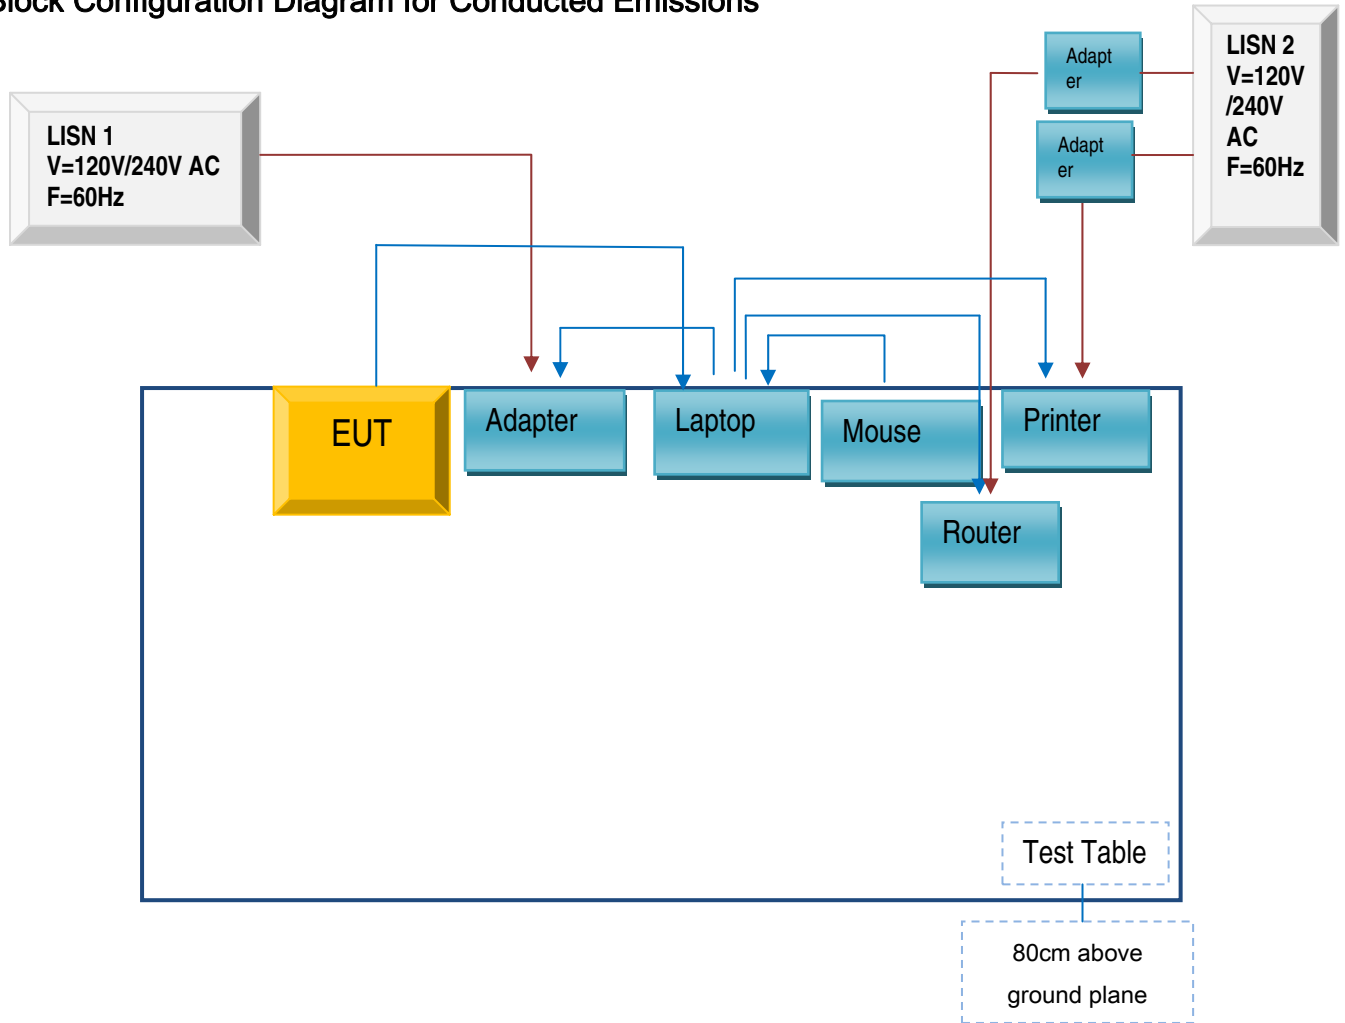 Block Configuration Diagram for Conducted Emissions
LISN 1
V=120V/240V AC
F=60Hz
Adapt
er
Adapt
er
LISN 2
V=120V
/240V
AC
F=60Hz
EUT
Adapter
Laptop
Mouse
Printer
Router
Test Table
80cm above
ground plane